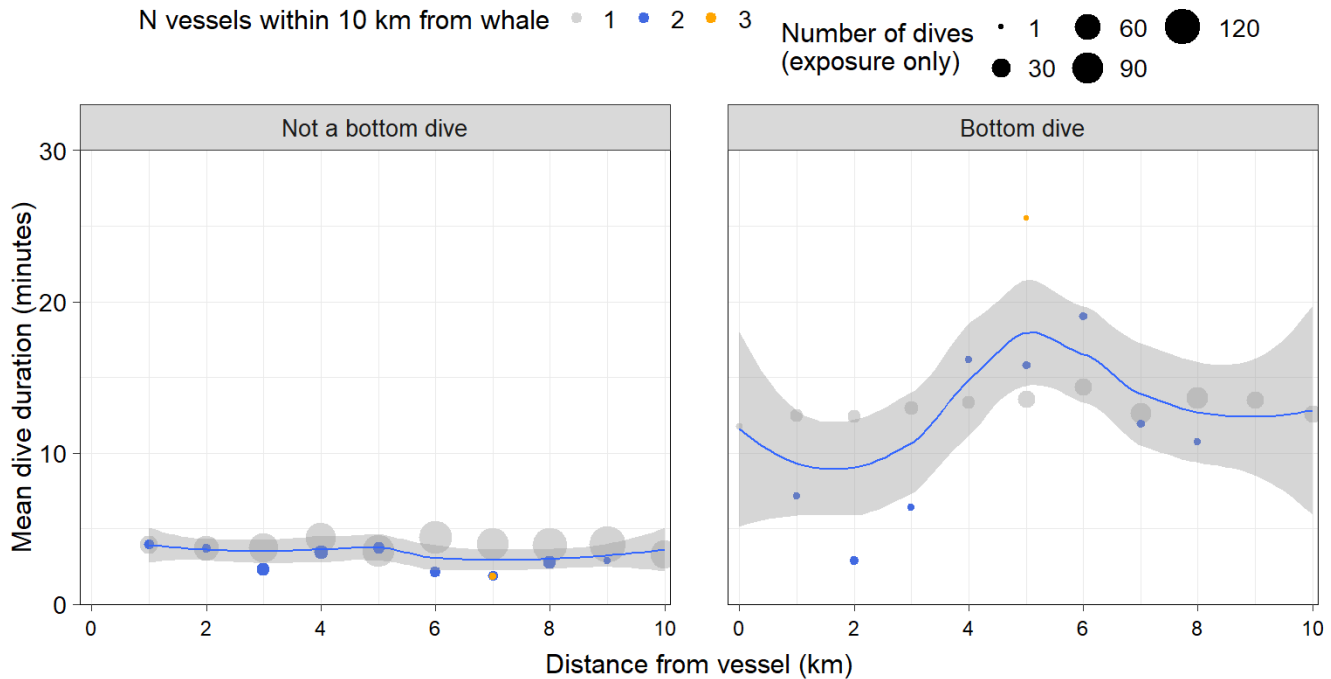 N vessels within 10 km from whale 1 2 3
Number of dives (exposure only) 1 60 120
30 90
Not a bottom dive
Bottom dive
Mean dive duration (minutes)
30
20
10
0
0 2 4 6 8 10
0 2 4 6 8 10
Distance from vessel (km)